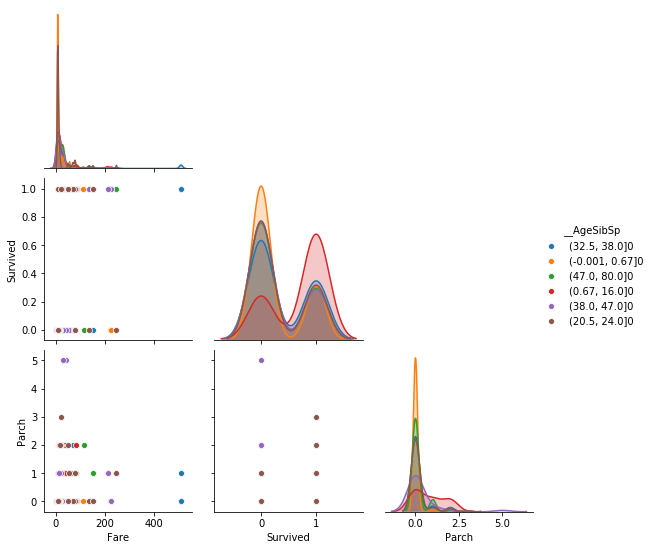 1.0
0.8
0.6
0.4
0.2
0.0
Survived
__AgeSibSp
(32.5, 38.0]0
(-0.001, 0.67]0
(47.0, 80.0]0
(0.67, 16.0]0
(38.0, 47.0]0
(20.5, 24.0]0
5
4
3
2
1
0
Parch
0 200 400
Fare
0 1
Survived
0.0 2.5 5.0
Parch